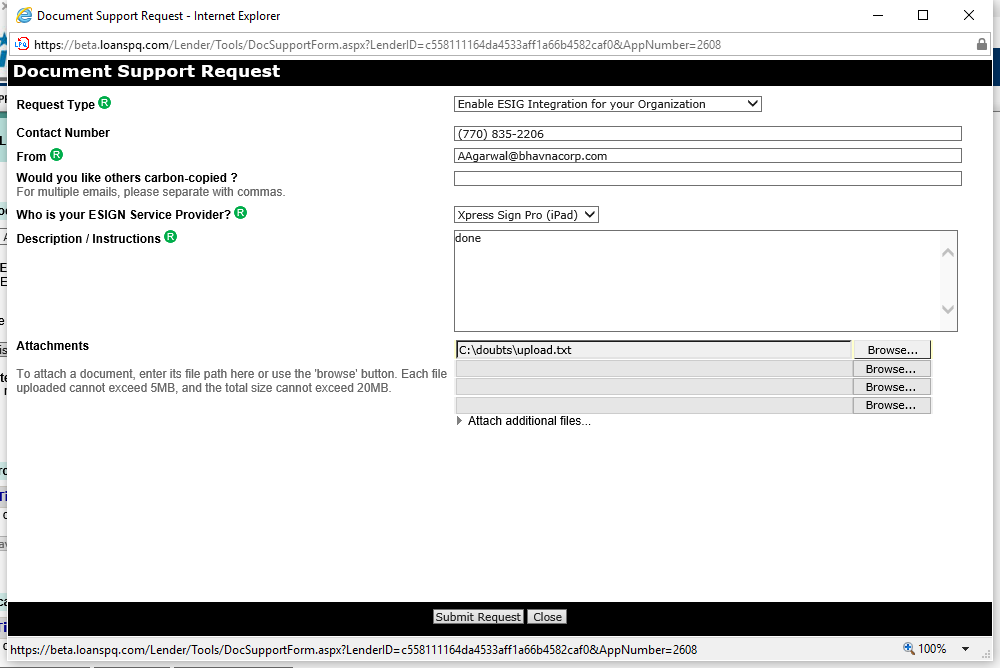 Document Support Request - Internet Explorer
https://beta.loanspq.com/Lender/Tools/DocSupportForm.aspx?LenderID=c558111164da4533aff1a66b4582caf0&AppNumber=2608
Document Support Request
Request Type R
Enable ESIG Integration for your Organization
Contact Number
(770) 835-2206
From R
AAgarwal@bhavnacorp.com
Would you like others carbon-copied ?
For multiple emails, please separate with commas.
Who is your ESIGN Service Provider? R
Xpress Sign Pro (iPad)
Description / Instructions R
done
Attachments
C:\doubts\upload.txt
Browse...
To attach a document, enter its file path here or use the 'browse' button. Each file
uploaded cannot exceed 5MB, and the total size cannot exceed 20MB.
Browse...
Browse...
Browse...
Attach additional files...
Submit Request
Close
https://beta.loanspq.com/Lender/Tools/DocSupportForm.aspx?LenderID=c558111164da4533aff1a66b4582caf0&AppNumber=2608
100%